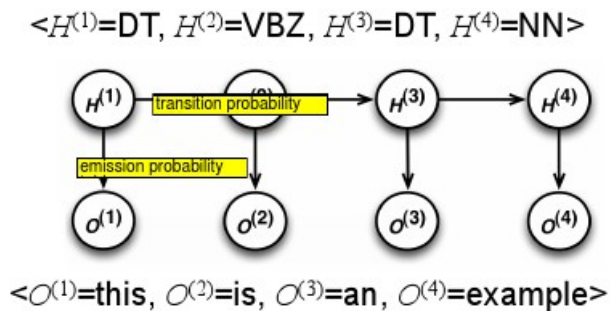 <H(1)=DT, H(2)=VBZ, H(3)=DT, H(4)=NN>
H(1) transition probability H(3) H(4)
emission probability
O(1) O(2) O(3) O(4)
<O(1)=this, O(2)=is, O(3)=an, O(4)=example>